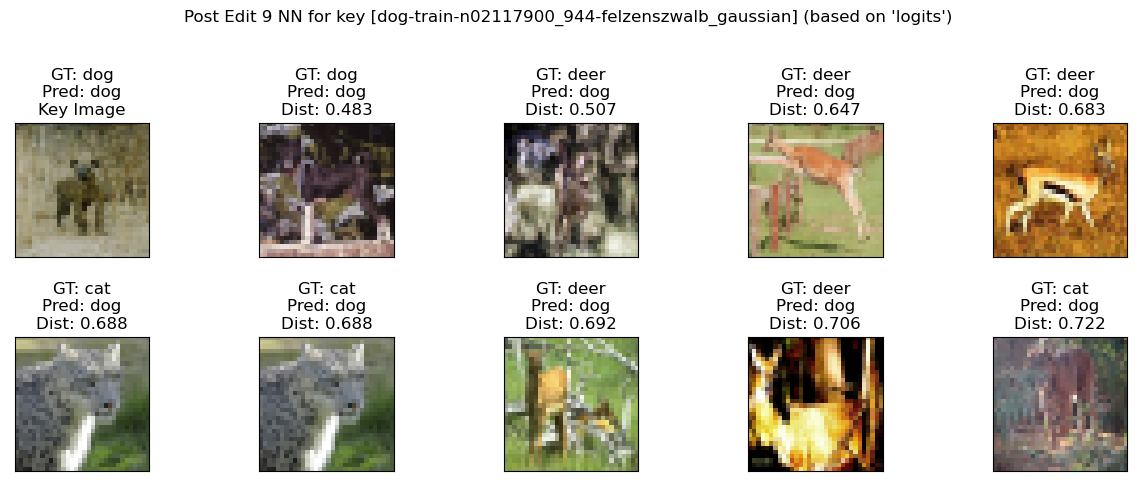 Post Edit 9 NN for key [dog-train-n02117900_944-felzenszwalb_gaussian] (based on 'logits')
GT: dog
Pred: dog
Key Image
GT: dog
Pred: dog
Dist: 0.483
GT: deer
Pred: dog
Dist: 0.507
GT: deer
Pred: dog
Dist: 0.647
GT: deer
Pred: dog
Dist: 0.683
GT: cat
Pred: dog
Dist: 0.688
GT: cat
Pred: dog
Dist: 0.688
GT: deer
Pred: dog
Dist: 0.692
GT: deer
Pred: dog
Dist: 0.706
GT: cat
Pred: dog
Dist: 0.722